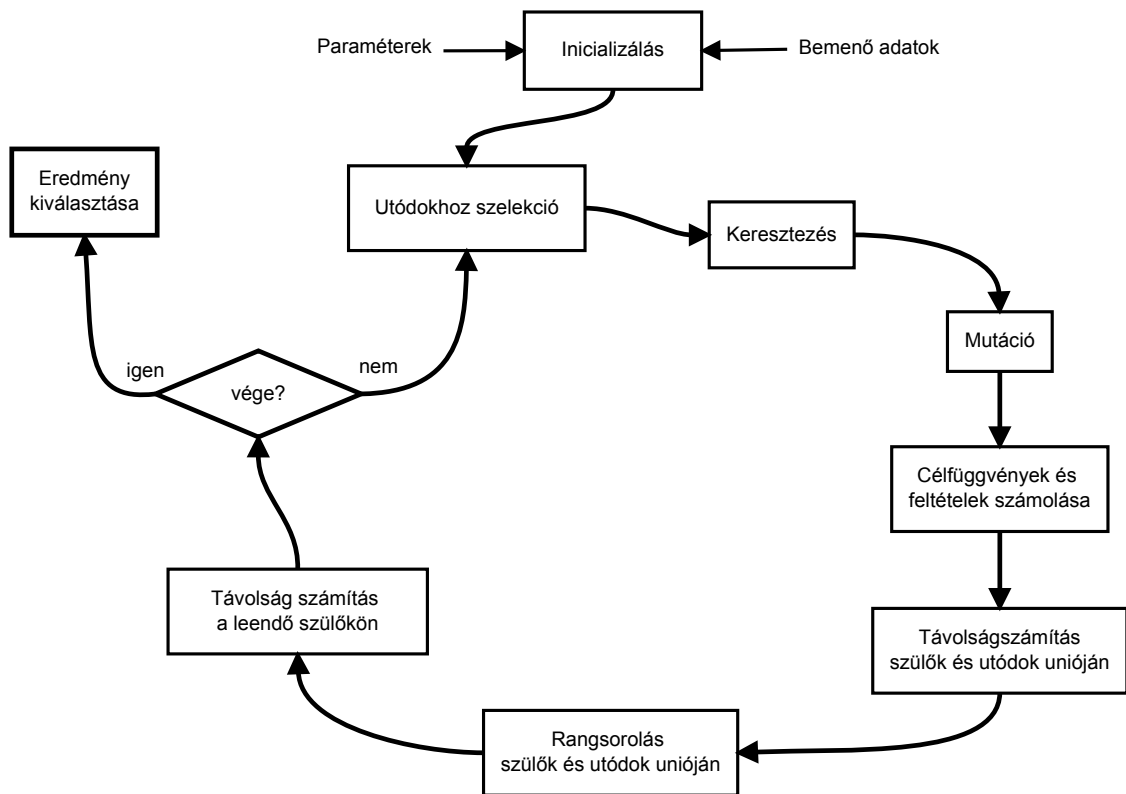 Paraméterek
Inicializálás
Bemenő adatok
Eredmény
kiválasztása
Utódokhoz szelekció
Keresztezés
Mutáció
igen
vége?
nem
Célfüggvények és
feltételek számolása
Távolság számítás
a leendő szülőkön
Távolságszámítás
szülők és utódok unióján
Rangsorolás
szülők és utódok unióján